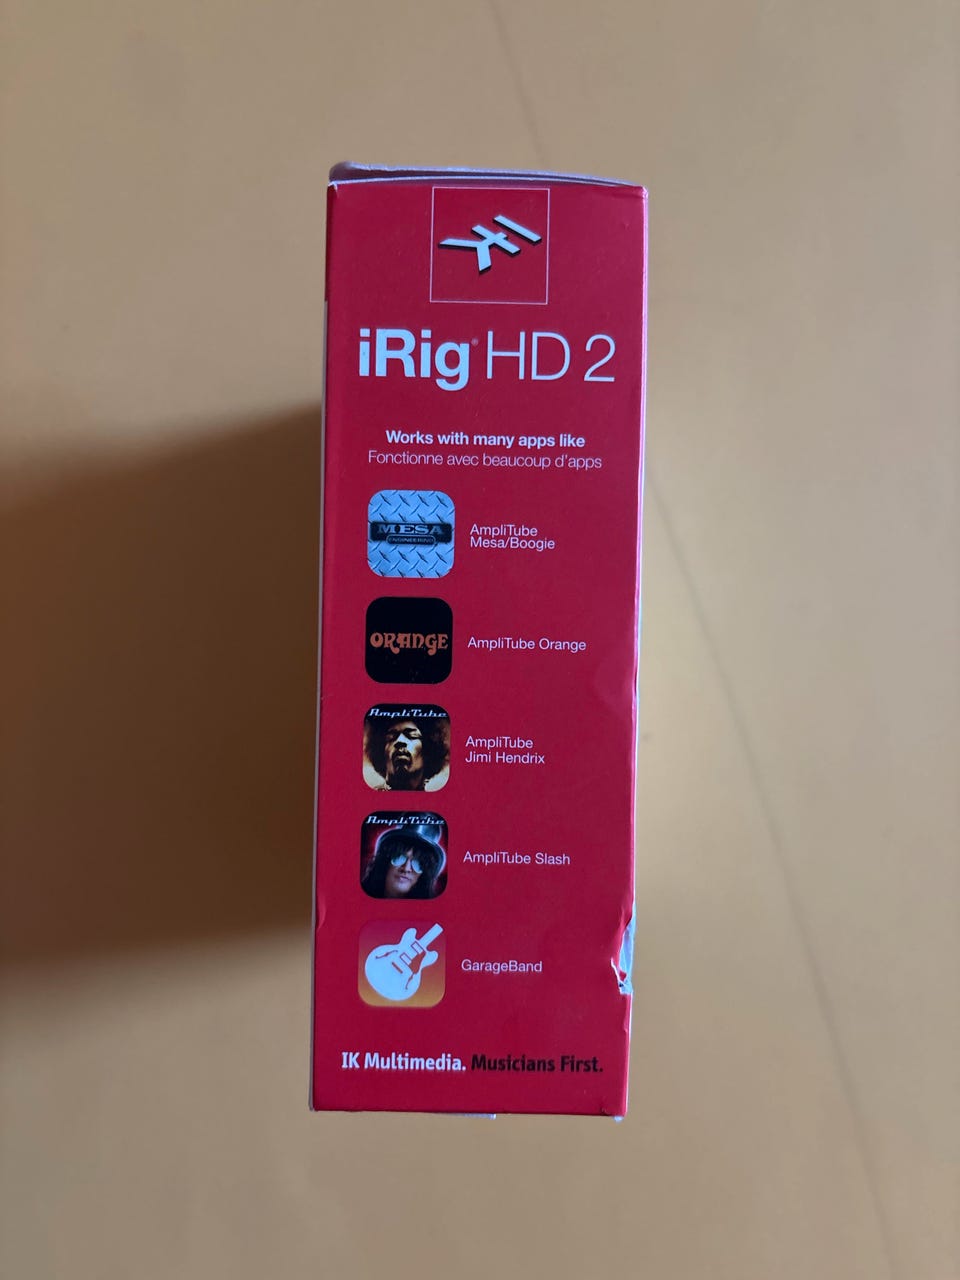 iRig® HD 2
Works with many apps like
Fonctionne avec beaucoup d'apps
MESA
ENGINEERING
AmpliTube
Mesa/Boogie
ORANGE
AmpliTube Orange
AmpliTube
AmpliTube
Jimi Hendrix
AmpliTube
AmpliTube Slash
GarageBand
IK Multimedia. Musicians First.